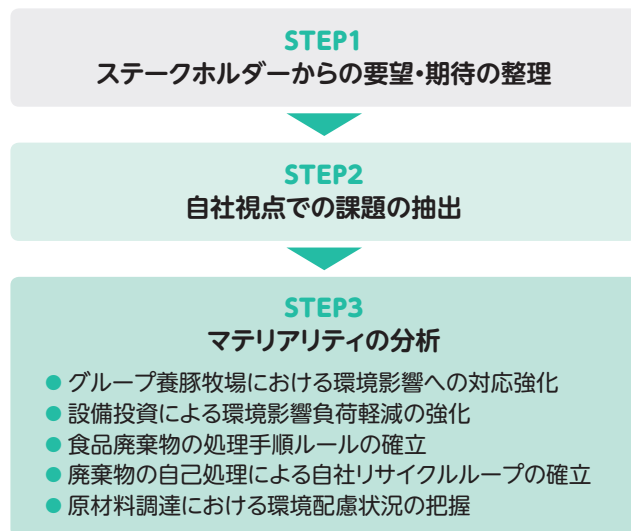 STEP1
ステークホルダーからの要望・期待の整理
STEP2
自社視点での課題の抽出
STEP3
マテリアリティの分析
● グループ養豚牧場における環境影響への対応強化
● 設備投資による環境影響負荷軽減の強化
● 食品廃棄物の処理手順ルールの確立
● 廃棄物の自己処理による自社リサイクルループの確立
● 原材料調達における環境配慮状況の把握